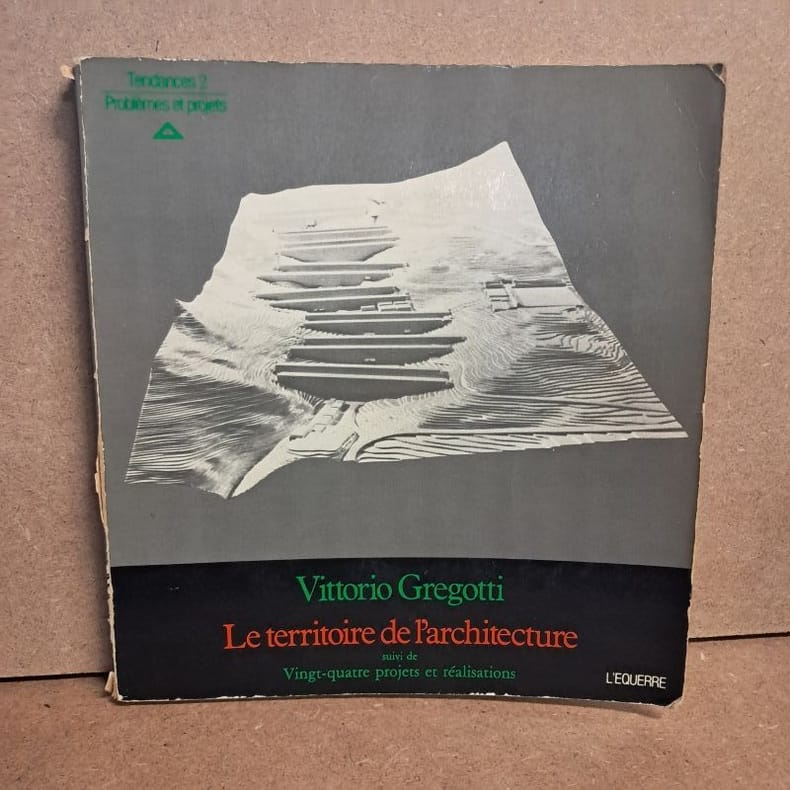 Tendances 2
Problèmes et projets
Vittorio Gregotti
Le territoire de l'architecture
suivi de
Vingt-quatre projets et réalisations
L'EQUERRE